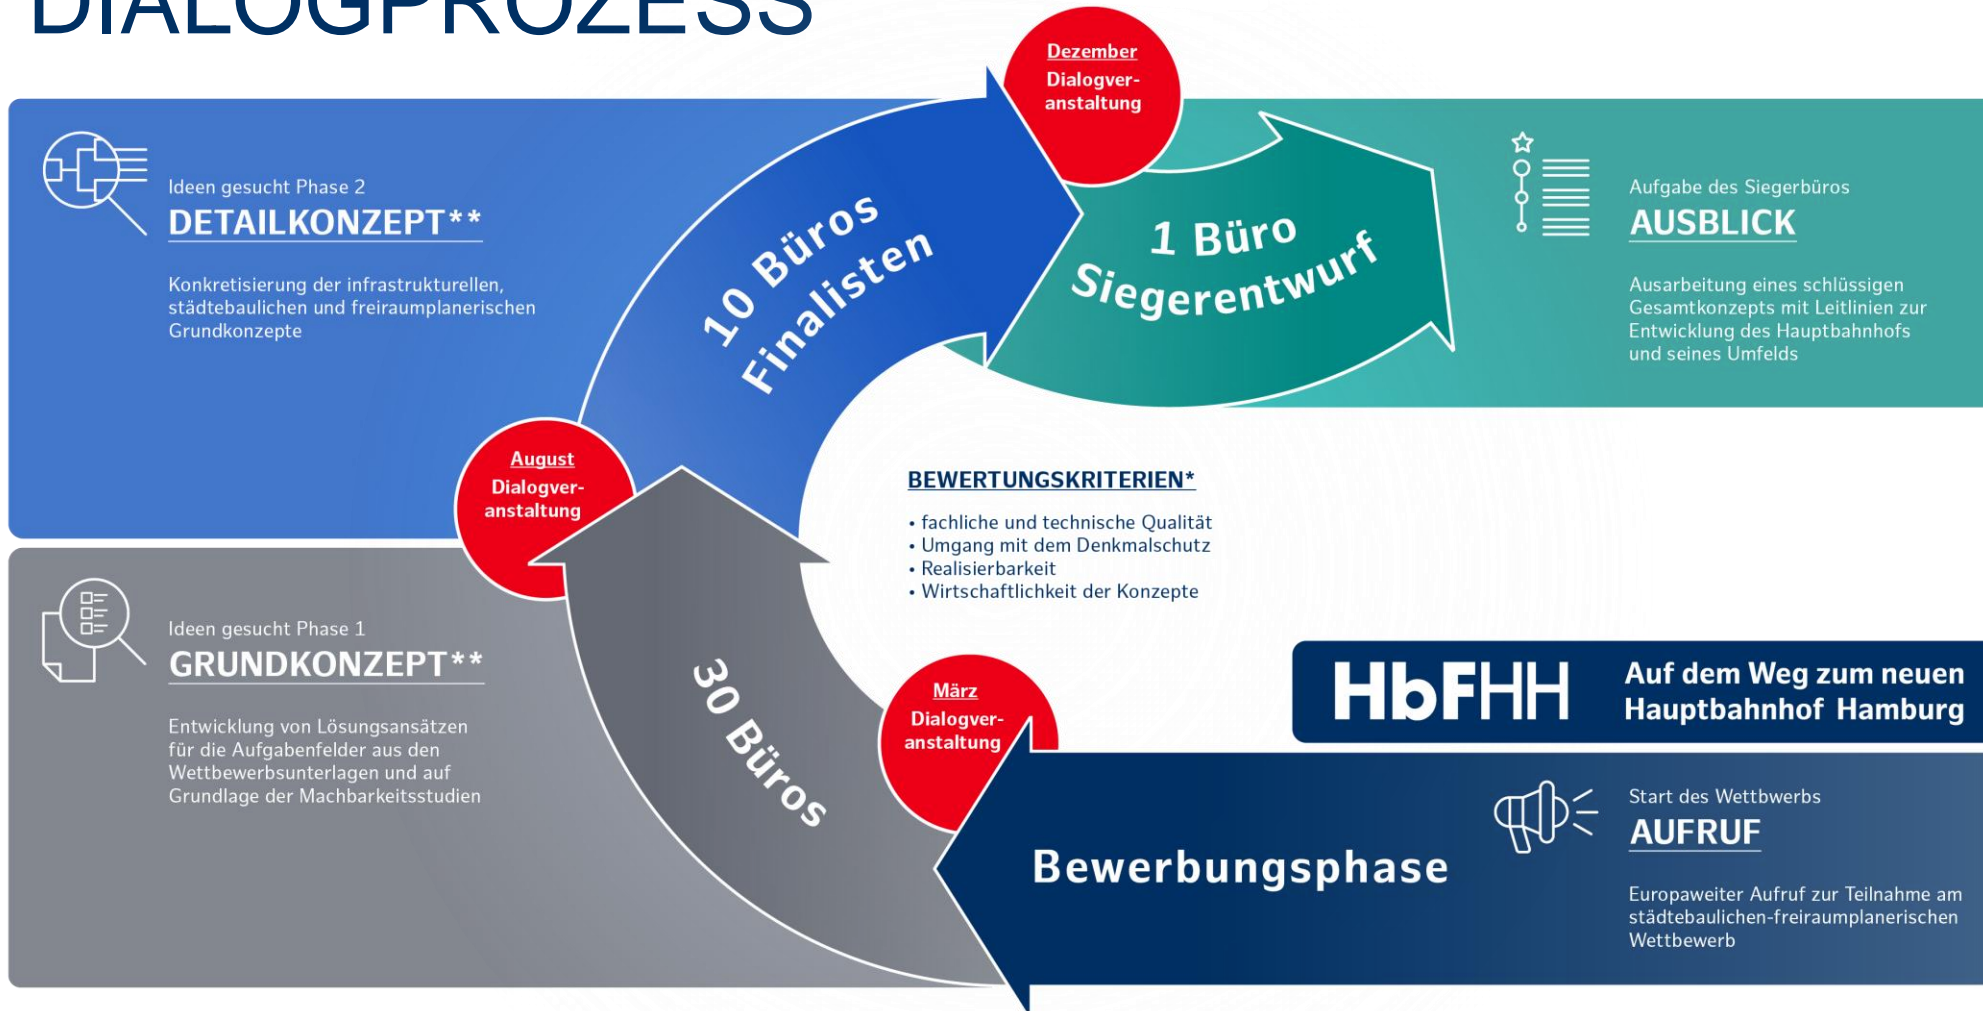 DIALOGPROZESS
Dezember
Dialogver-
anstaltung
Ideen gesucht Phase 2
DETAILKONZEPT**
Konkretisierung der infrastrukturellen,
städtebaulichen und freiraumplanerischen
Grundkonzepte
10 Büros
Finalisten
1 Büro
Siegerentwurf
Aufgabe des Siegerbüros
AUSBLICK
Ausarbeitung eines schlüssigen
Gesamtkonzepts mit Leitlinien zur
Entwicklung des Hauptbahnhofs
und seines Umfelds
August
Dialogver-
anstaltung
BEWERTUNGSKRITERIEN*
• fachliche und technische Qualität
• Umgang mit dem Denkmalschutz
• Realisierbarkeit
• Wirtschaftlichkeit der Konzepte
Ideen gesucht Phase 1
GRUNDKONZEPT**
Entwicklung von Lösungsansätzen
für die Aufgabenfelder aus den
Wettbewerbsunterlagen und auf
Grundlage der Machbarkeitsstudien
30 Büros
März
Dialogver-
anstaltung
HbFHH
Auf dem Weg zum neuen
Hauptbahnhof Hamburg
Bewerbungsphase
Start des Wettbwerbs
AUFRUF
Europaweiter Aufruf zur Teilnahme am
städtebaulichen-freiraumplanerischen
Wettbewerb